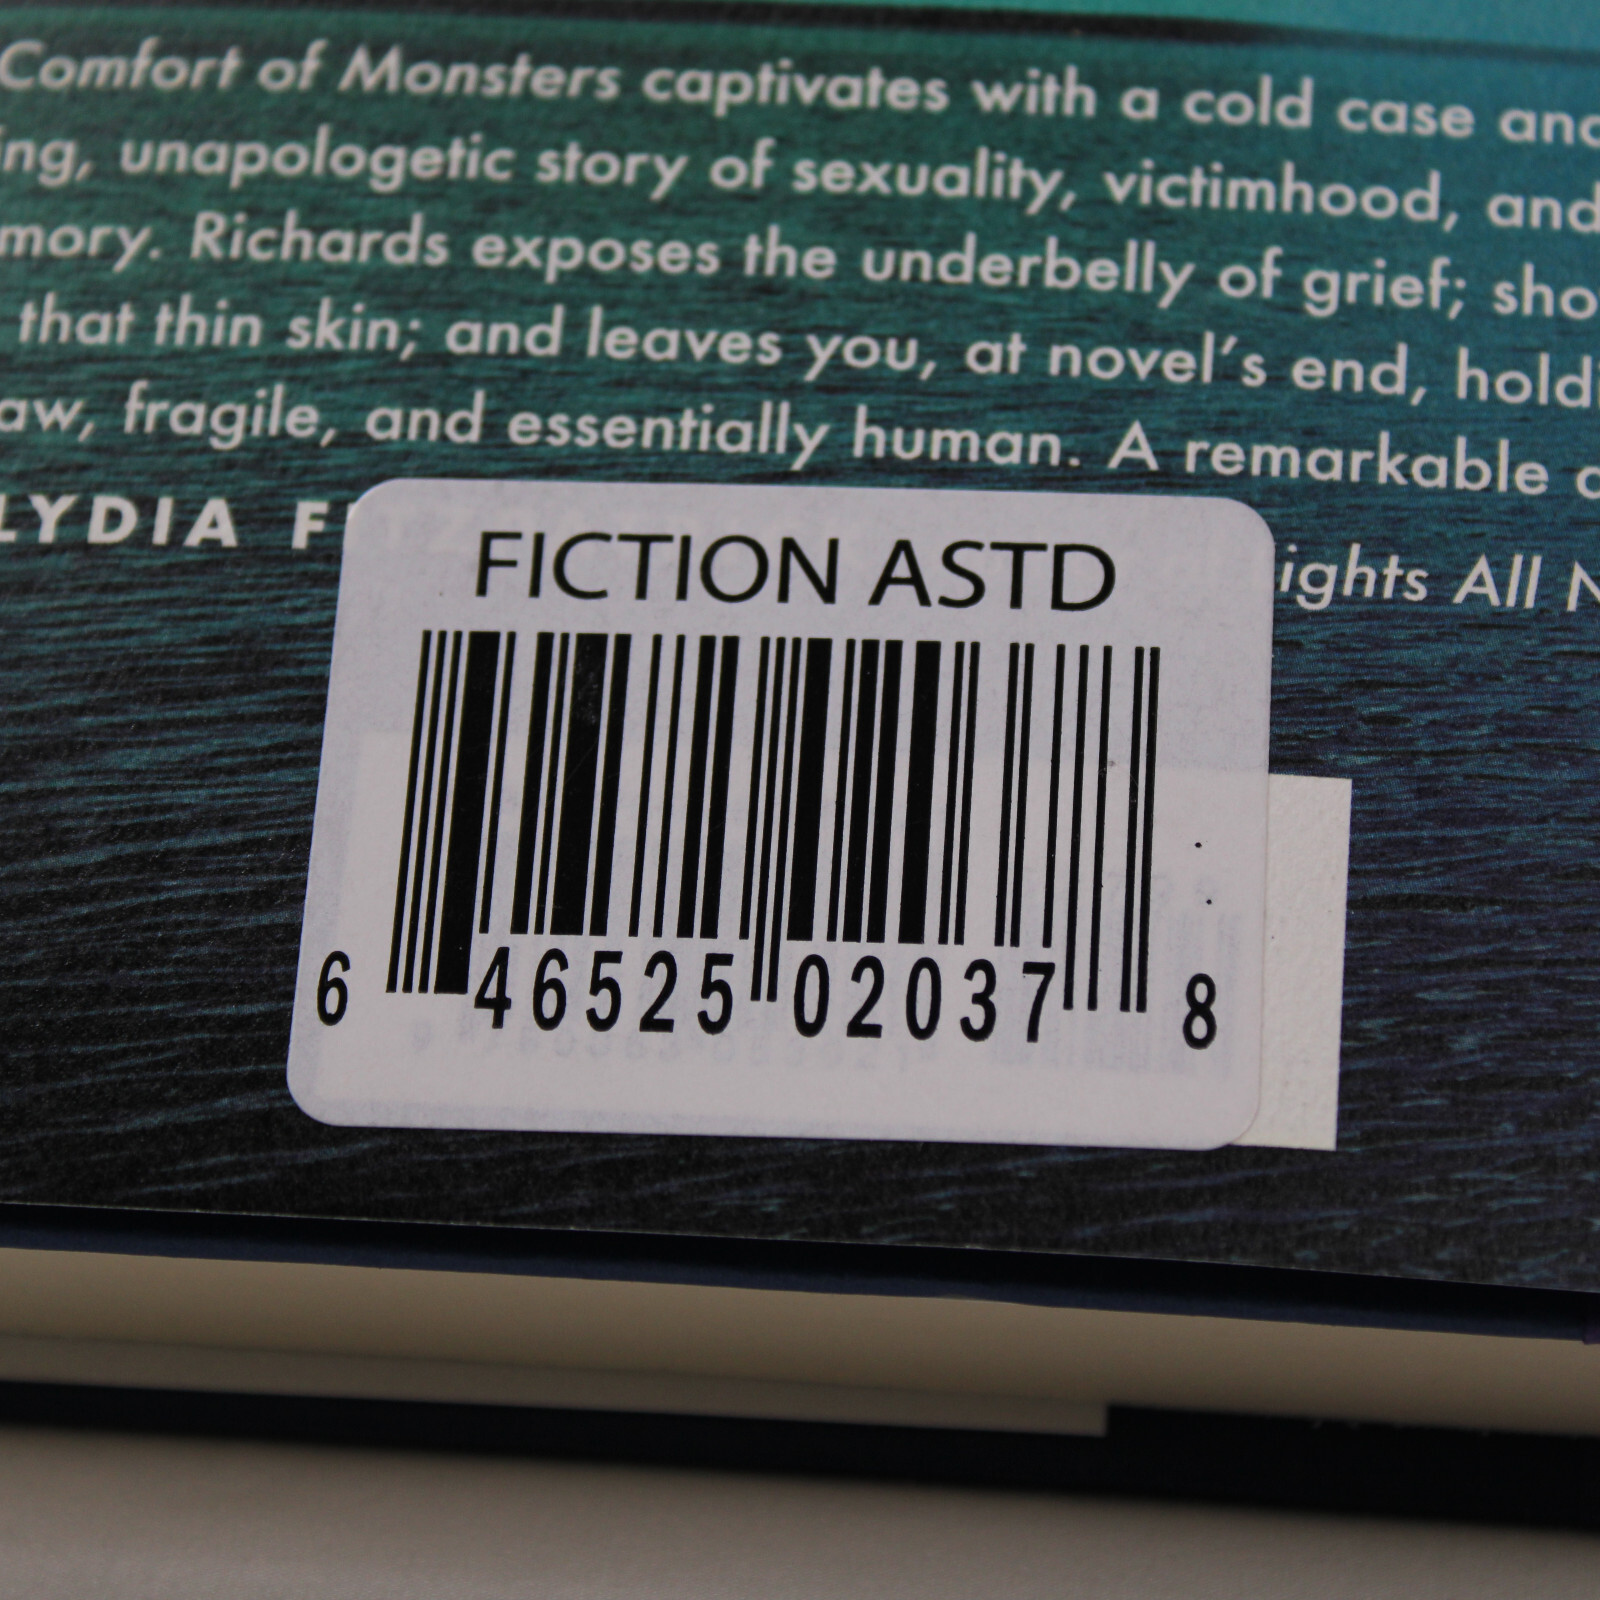 Comfort of Monsters captivates with a cold case and
ing, unapologetic story of sexuality, victimhood, and
mory. Richards exposes the underbelly of grief; sho
that thin skin; and leaves you, at novel's end, holdi
aw, fragile, and essentially human. A remarkable
LYDIA F
ights All N
FICTION ASTD
6 46525 02037 8